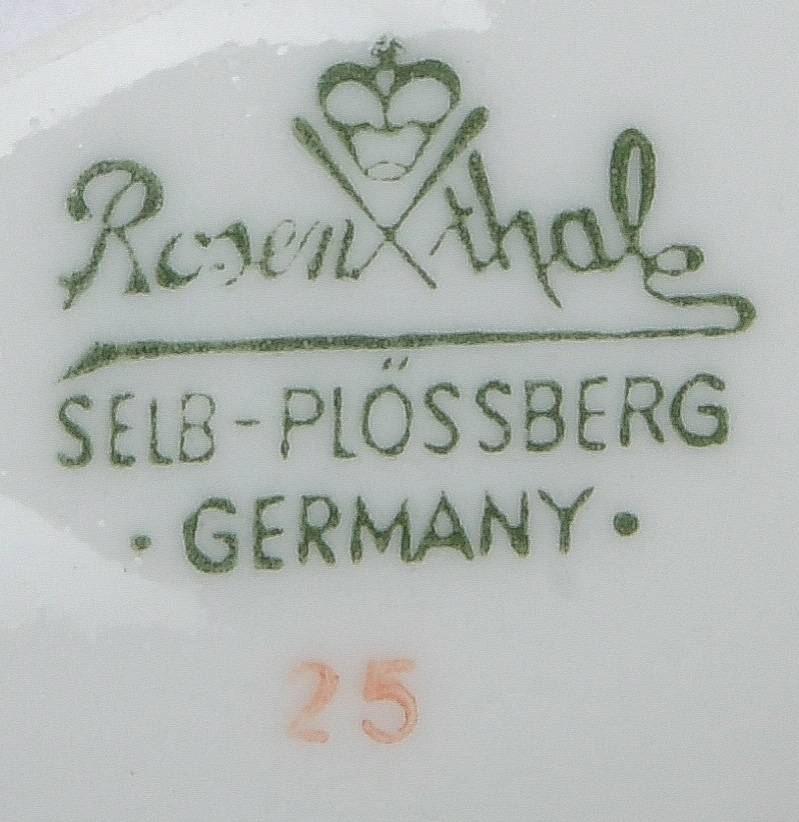 Rosenthal
SELB-PLÖSSBERG
· GERMANY ·
25